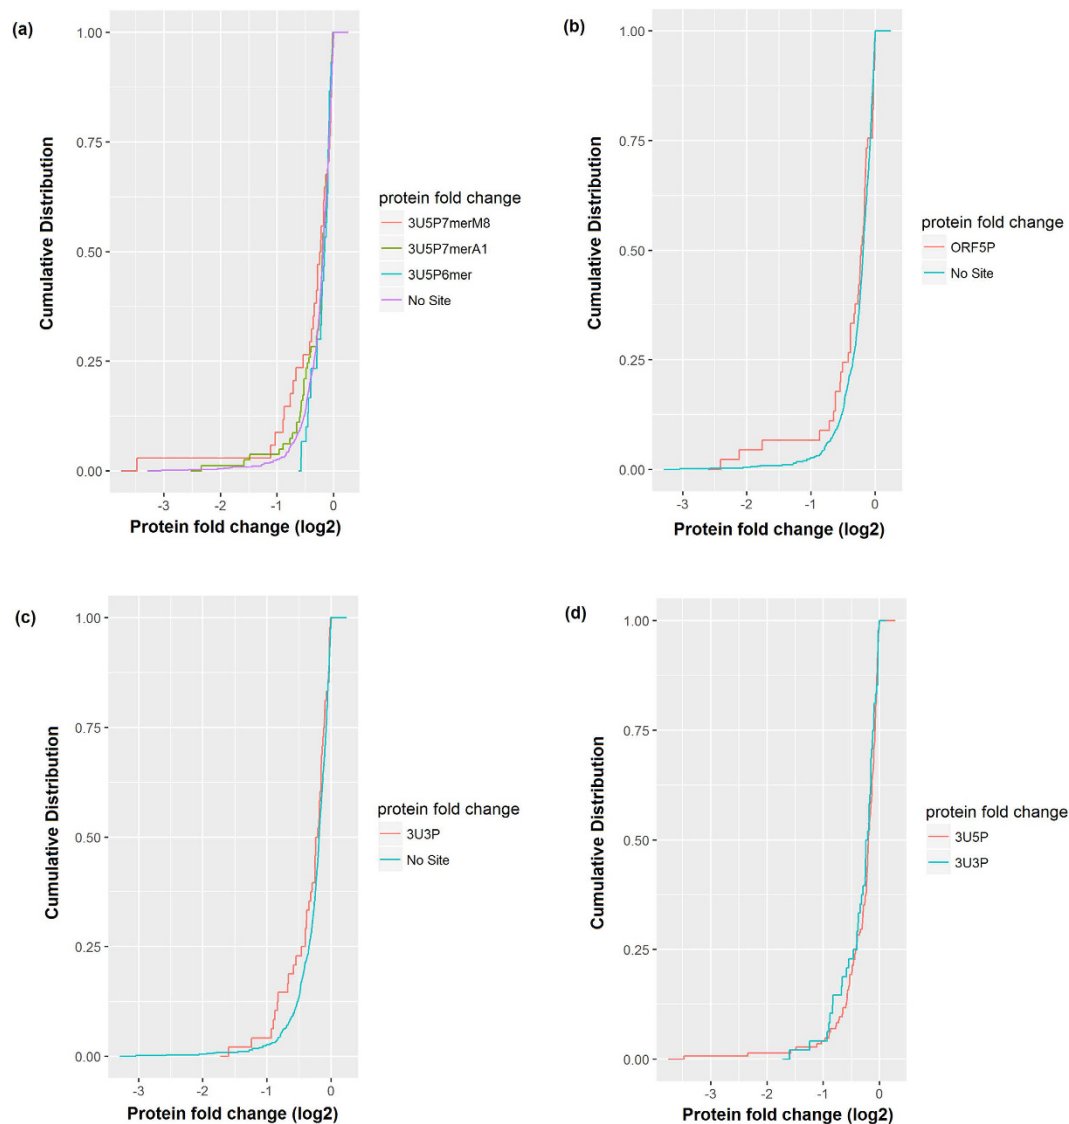 (a)
1.00
0.75
0.50
0.25
0.00
Cumulative Distribution
-3 -2 -1 0
Protein fold change (log2)
protein fold change
3U5P7merM8
3U5P7merA1
3U5P6mer
No Site
(b)
1.00
0.75
0.50
0.25
0.00
Cumulative Distribution
-3 -2 -1 0
Protein fold change (log2)
protein fold change
ORF5P
No Site
(c)
1.00
0.75
0.50
0.25
0.00
Cumulative Distribution
-3 -2 -1 0
Protein fold change (log2)
protein fold change
3U3P
No Site
(d)
1.00
0.75
0.50
0.25
0.00
Cumulative Distribution
-3 -2 -1 0
Protein fold change (log2)
protein fold change
3U5P
3U3P